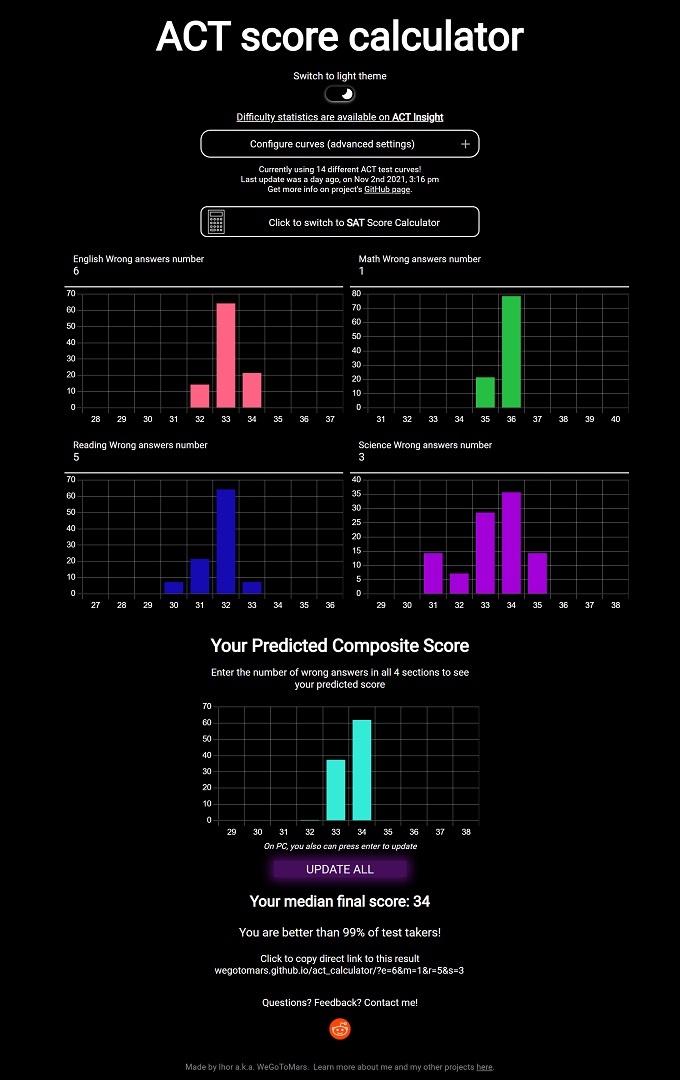 ACT score calculator
Switch to light theme
Difficulty statistics are available on ACT Insight
Configure curves (advanced settings) +
Currently using 14 different ACT test curves!
Last update was a day ago, on Nov 2nd 2021, 3:16 pm
Get more info on project's GitHub page.
Click to switch to SAT Score Calculator
English Wrong answers number
6
70
60
50
40
30
20
10
0
28 29 30 31 32 33 34 35 36 37
Math Wrong answers number
1
80
70
60
50
40
30
20
10
0
31 32 33 34 35 36 37 38 39 40
Reading Wrong answers number
5
70
60
50
40
30
20
10
0
27 28 29 30 31 32 33 34 35 36
Science Wrong answers number
3
40
35
30
25
20
15
10
5
0
29 30 31 32 33 34 35 36 37 38
Your Predicted Composite Score
Enter the number of wrong answers in all 4 sections to see
your predicted score
70
60
50
40
30
20
10
0
29 30 31 32 33 34 35 36 37 38
On PC, you also can press enter to update
UPDATE ALL
Your median final score: 34
You are better than 99% of test takers!
Click to copy direct link to this result
wegotomars.github.io/act_calculator/?e=6&m=1&r=5&s=3
Questions? Feedback? Contact me!
Made by Ihor a.k.a. WeGoToMars. Learn more about me and my other projects here.